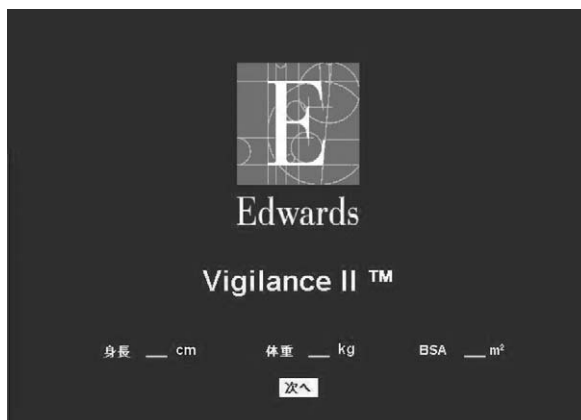 E
Edwards
Vigilance II ™
身長 __ cm 体重 __ kg BSA __ m²
次へ